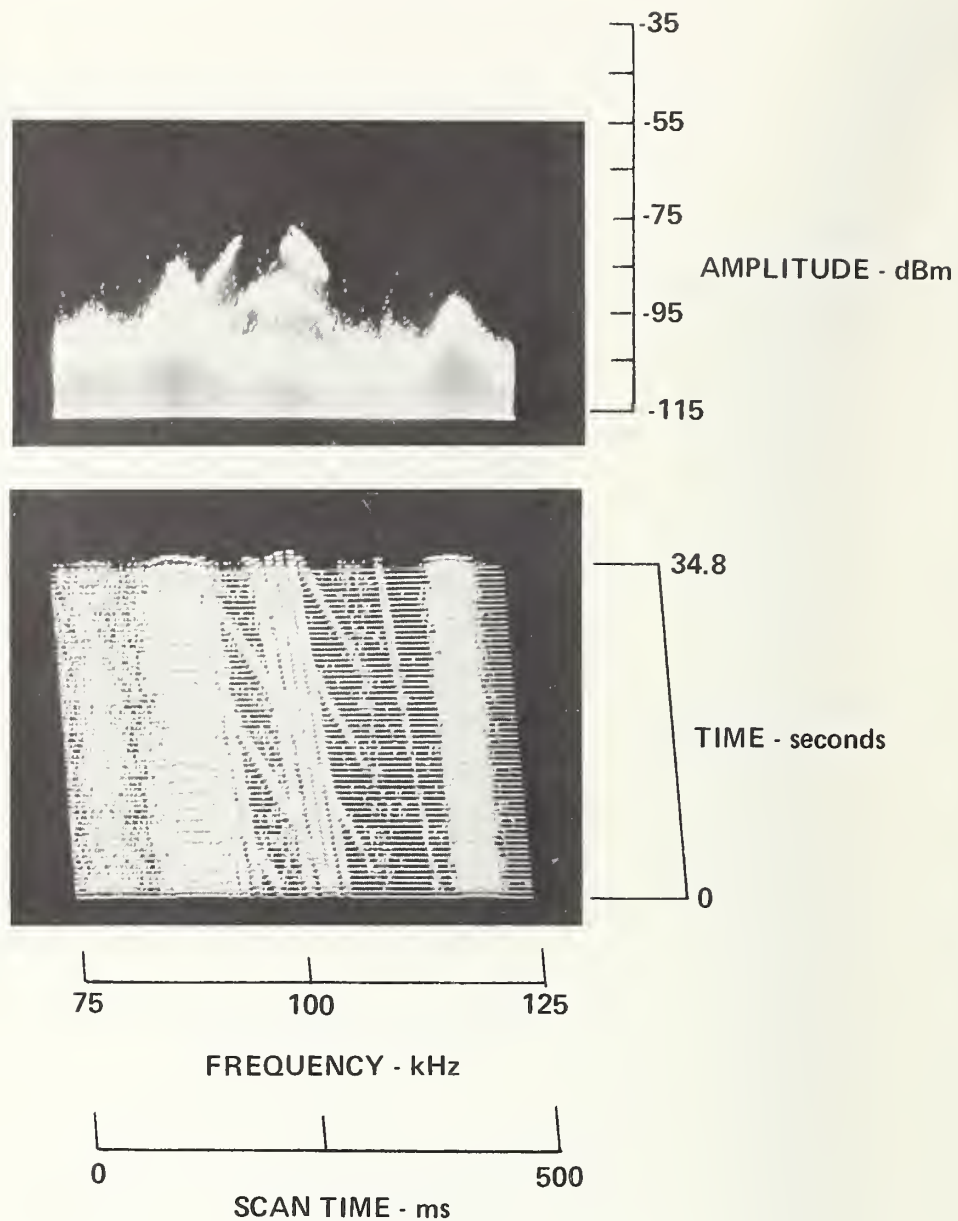 -35
-55
-75
AMPLITUDE - dBm
-95
-115
34.8
TIME - seconds
0
75 100 125
FREQUENCY - kHz
0 500
SCAN TIME - ms